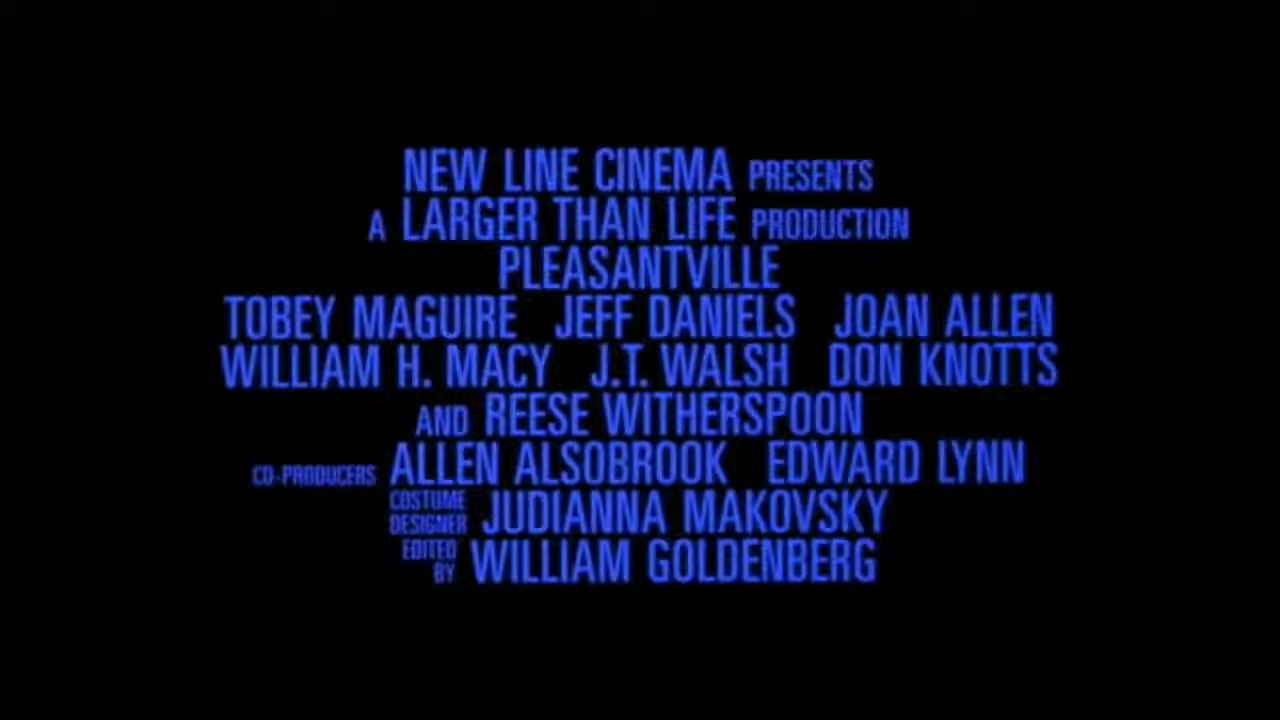 NEW LINE CINEMA PRESENTS
A LARGER THAN LIFE PRODUCTION
PLEASANTVILLE
TOBEY MAGUIRE JEFF DANIELS JOAN ALLEN
WILLIAM H. MACY J.T. WALSH DON KNOTTS
AND REESE WITHERSPOON
CO-PRODUCERS ALLEN ALSOBROOK EDWARD LYNN
COSTUME DESIGNER JUDIANNA MAKOVSKY
EDITED BY WILLIAM GOLDENBERG